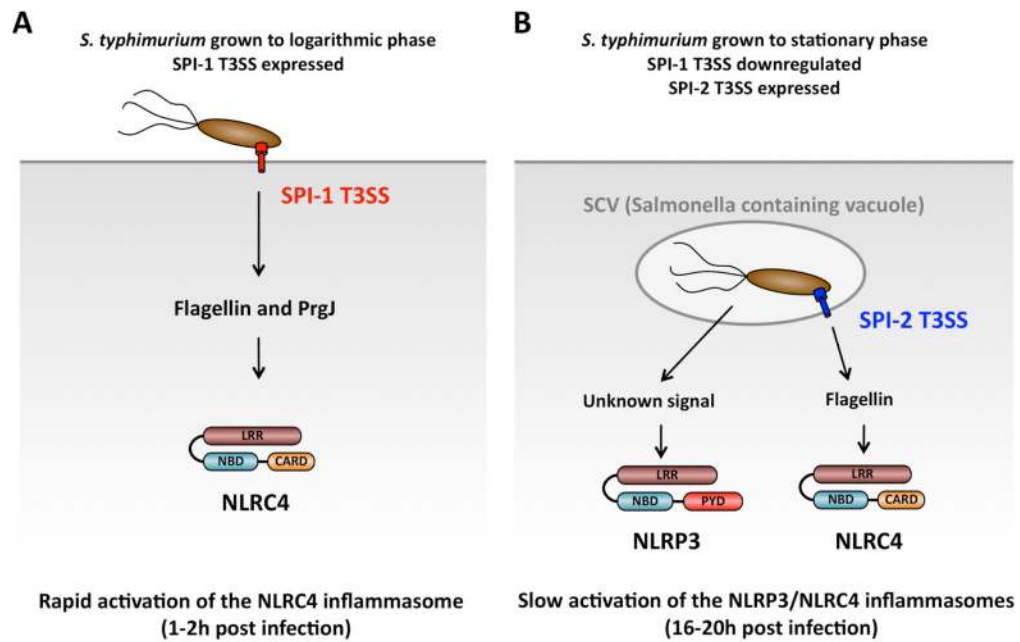 A
S. typhimurium grown to logarithmic phase
SPI-1 T3SS expressed
SPI-1 T3SS
Flagellin and PrgJ
LRR
NBD CARD
NLRC4
Rapid activation of the NLRC4 inflammasome
(1-2h post infection)
B
S. typhimurium grown to stationary phase
SPI-1 T3SS downregulated
SPI-2 T3SS expressed
SCV (Salmonella containing vacuole)
SPI-2 T3SS
Unknown signal
Flagellin
LRR
NBD PYD
NLRP3
LRR
NBD CARD
NLRC4
Slow activation of the NLRP3/NLRC4 inflammasomes
(16-20h post infection)